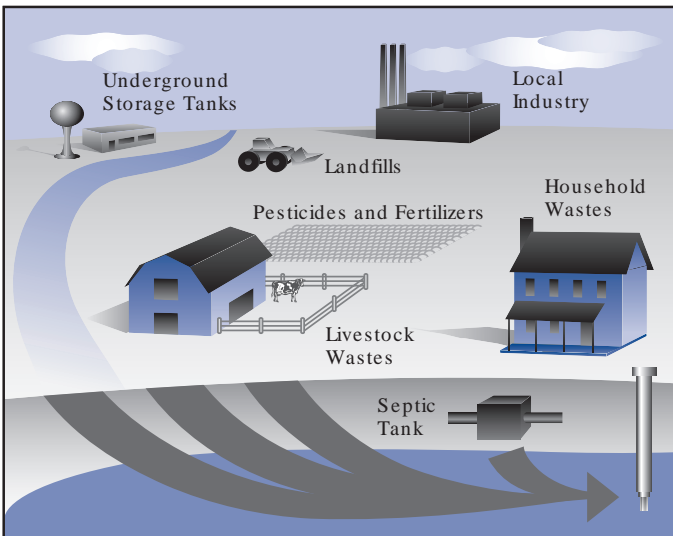 Underground
Storage Tanks
Local
Industry
Landfills
Household
Wastes
Pesticides and Fertilizers
Livestock
Wastes
Septic
Tank